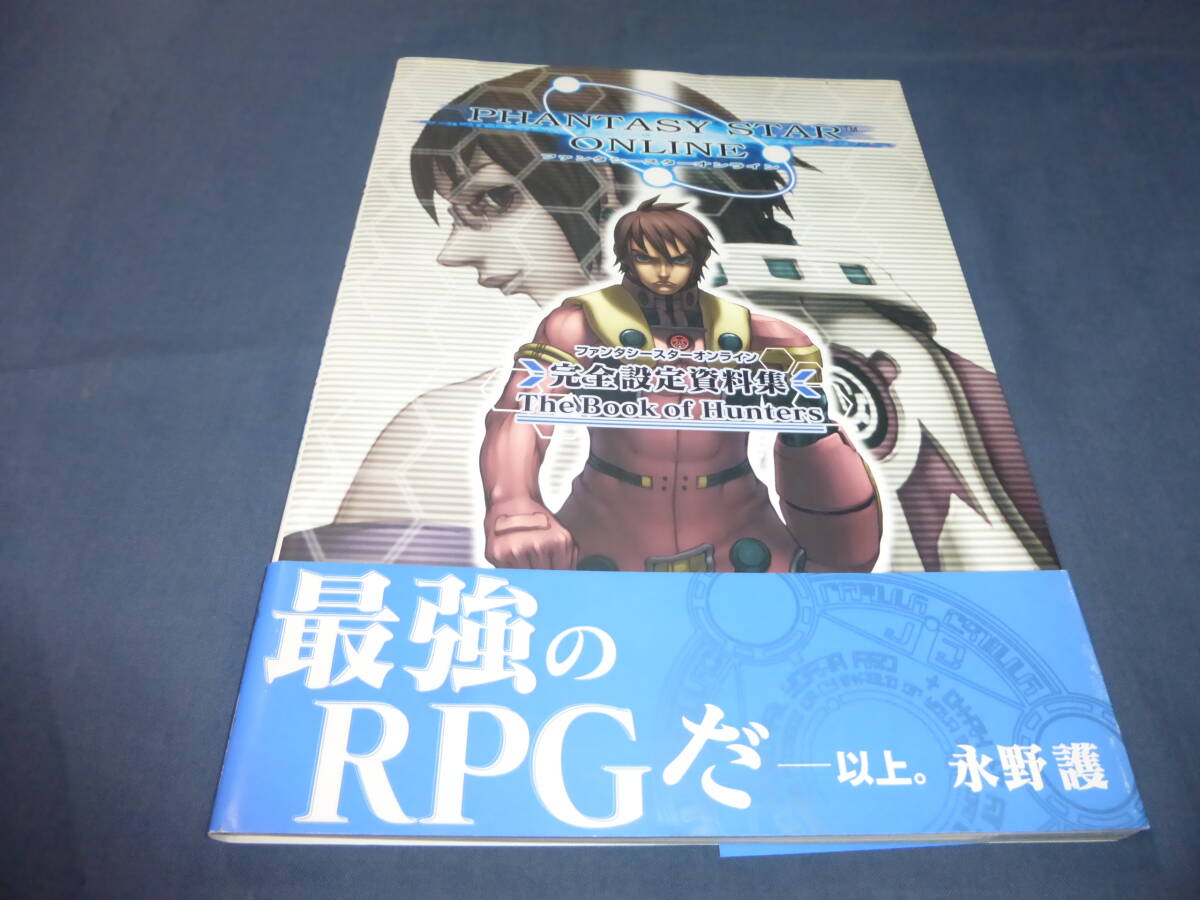 PHANTASY STAR™
ONLINE
ファンタシースターオンライン
ファンタシースターオンライン
完全設定資料集
The Book of Hunters
最強の
RPGだ
──以上。永野護